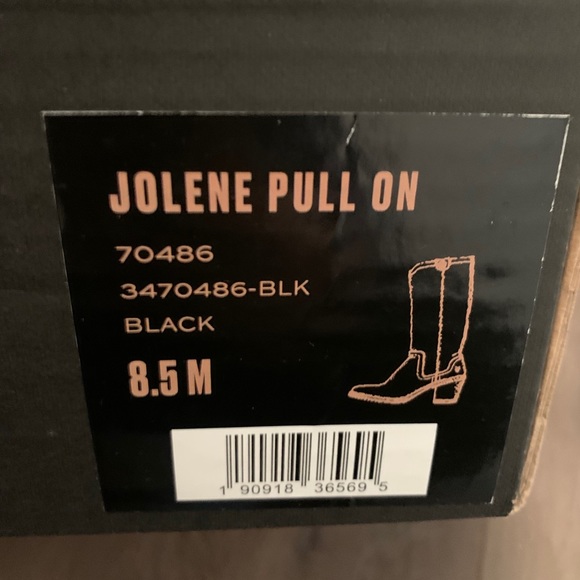 JOLENE PULL ON
70486
3470486-BLK
BLACK
8.5 M
1 90918 36569 5